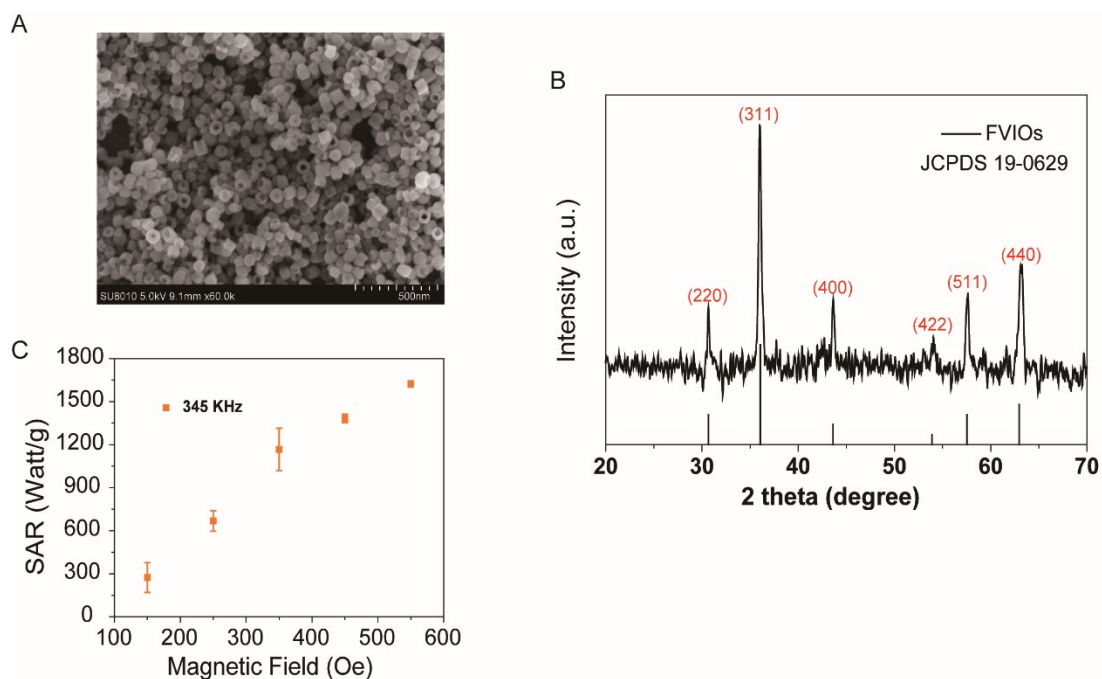 A
SU8010 5.0kV 9.1mm x60.0k
500nm
B
(311)
FVIOs
JCPDS 19-0629
(220)
(400)
(422)
(511)
(440)
Intensity (a.u.)
20 30 40 50 60 70
2 theta (degree)
C
1800
1500
1200
900
600
300
0
345 KHz
SAR (Watt/g)
100 200 300 400 500 600
Magnetic Field (Oe)